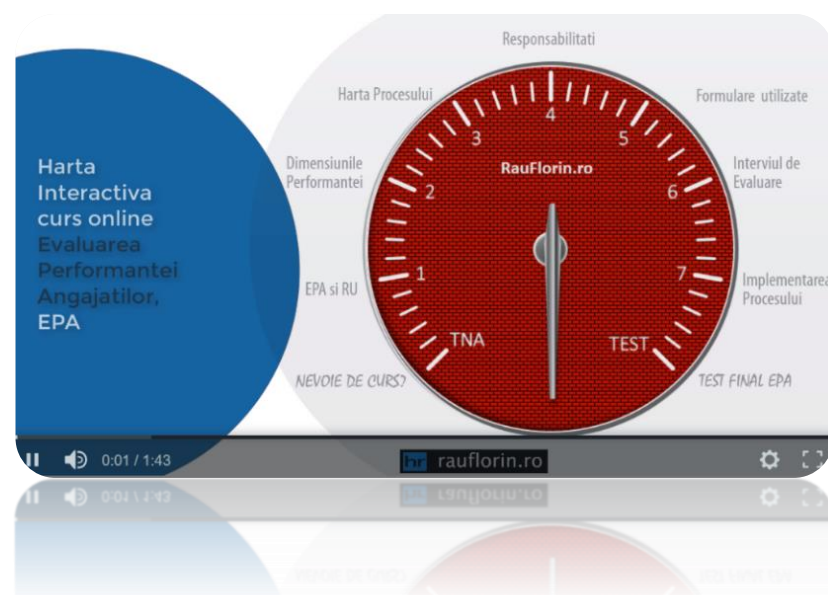 Harta
Interactiva
curs online
Evaluarea
Performantei
Angajatilor,
EPA
Responsabilitati
Harta Procesului
Formulare utilizate
Dimensiunile
Performantei
Interviul de
Evaluare
EPA si RU
Implementarea
Procesului
NEVOIE DE CURS?
TEST FINAL EPA
RauFlorin.ro
TNA
1
2
3
4
5
6
7
TEST
0:01 / 1:43
hr rauflorin.ro